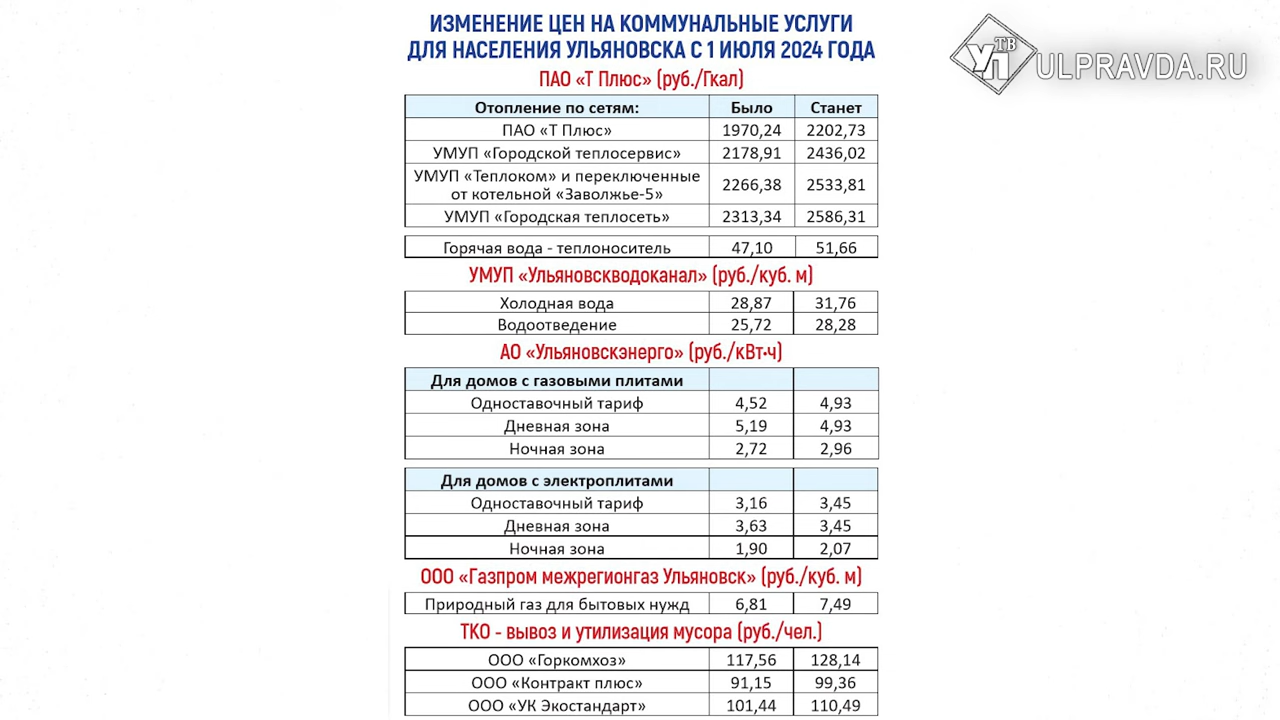 ИЗМЕНЕНИЕ ЦЕН НА КОММУНАЛЬНЫЕ УСЛУГИ
ДЛЯ НАСЕЛЕНИЯ УЛЬЯНОВСКА С 1 ИЮЛЯ 2024 ГОДА
УП ТВ ULPRAVDA.RU
ПАО «Т Плюс» (руб./Гкал)
Отопление по сетям: Было Станет
ПАО «Т Плюс» 1970,24 2202,73
УМУП «Городской теплосервис» 2178,91 2436,02
УМУП «Теплоком» и переключенные
от котельной «Заволжье-5» 2266,38 2533,81
УМУП «Городская теплосеть» 2313,34 2586,31
Горячая вода - теплоноситель 47,10 51,66
УМУП «Ульяновскводоканал» (руб./куб. м)
Холодная вода 28,87 31,76
Водоотведение 25,72 28,28
АО «Ульяновскэнерго» (руб./кВт·ч)
Для домов с газовыми плитами
Одноставочный тариф 4,52 4,93
Дневная зона 5,19 4,93
Ночная зона 2,72 2,96
Для домов с электроплитами
Одноставочный тариф 3,16 3,45
Дневная зона 3,63 3,45
Ночная зона 1,90 2,07
ООО «Газпром межрегионгаз Ульяновск» (руб./куб. м)
Природный газ для бытовых нужд 6,81 7,49
ТКО - вывоз и утилизация мусора (руб./чел.)
ООО «Горкомхоз» 117,56 128,14
ООО «Контракт плюс» 91,15 99,36
ООО «УК Экостандарт» 101,44 110,49